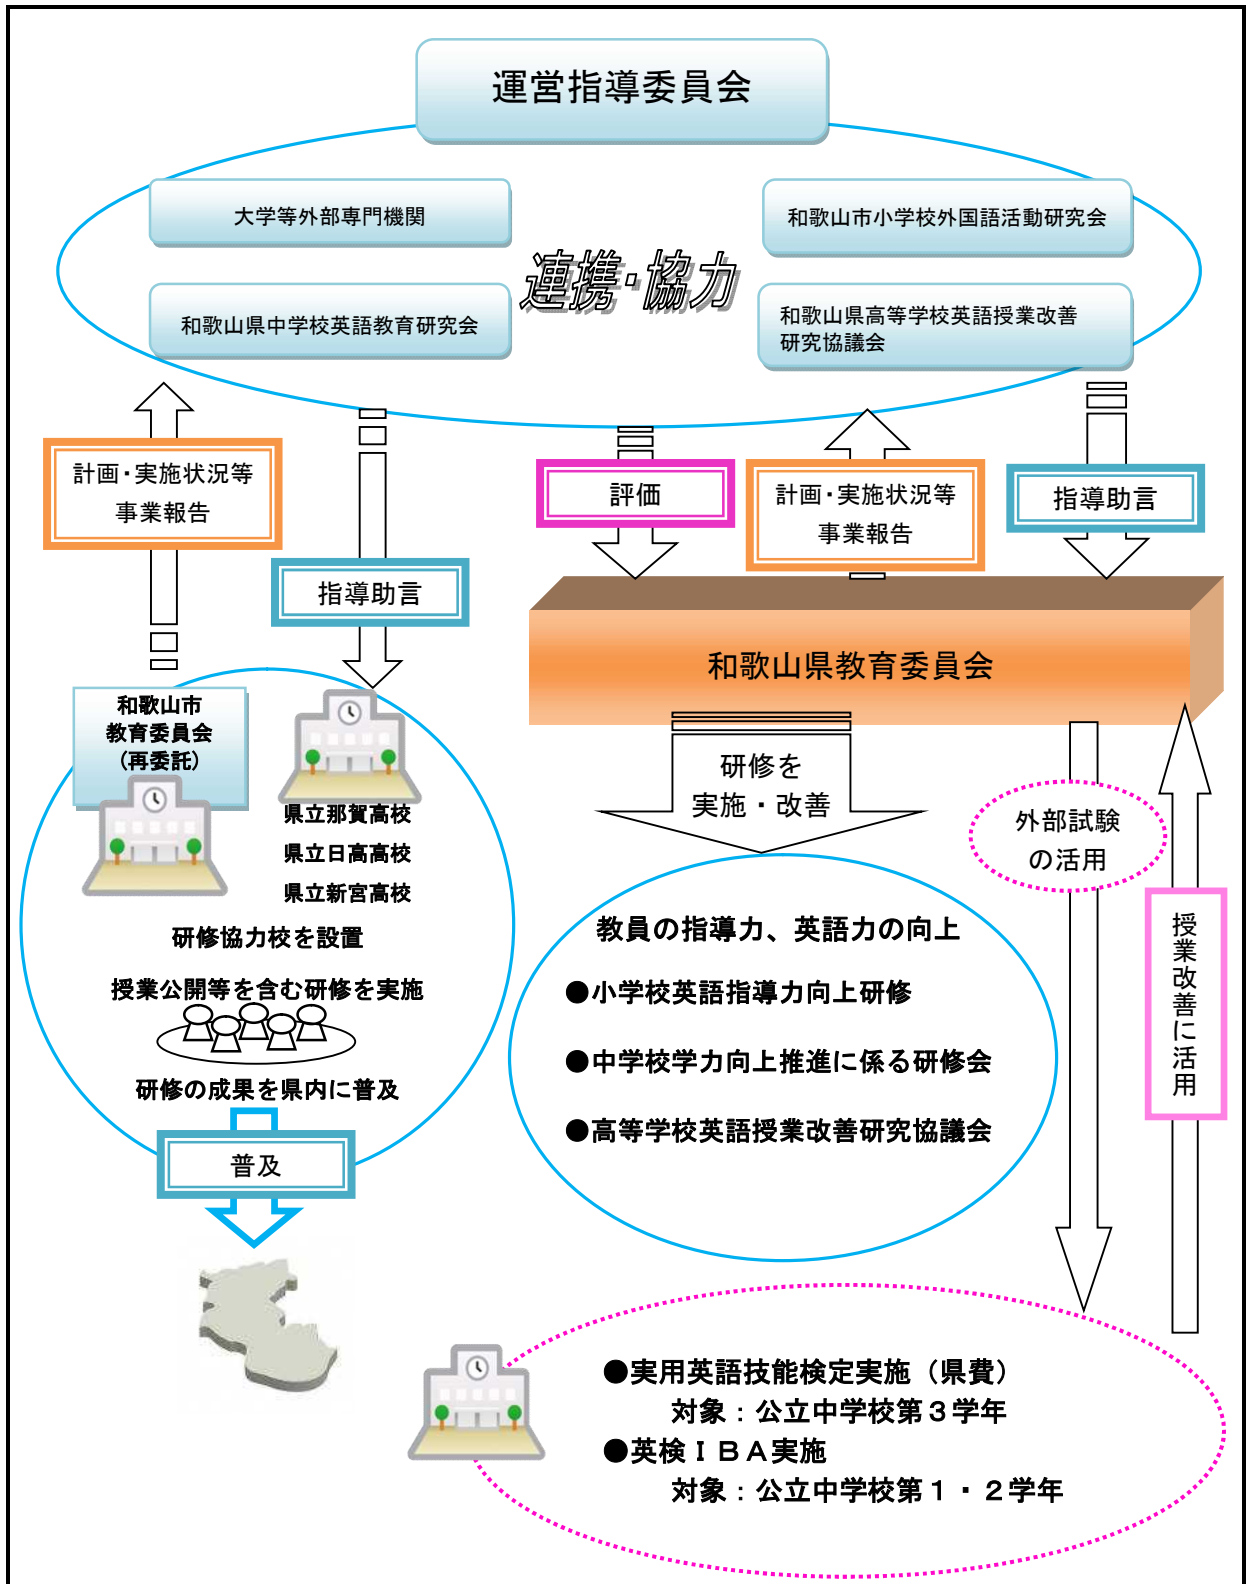 運営指導委員会
大学等外部専門機関
和歌山市小学校外国語活動研究会
連携・協力
和歌山県中学校英語教育研究会
和歌山県高等学校英語授業改善
研究協議会
計画・実施状況等
事業報告
指導助言
評価
計画・実施状況等
事業報告
指導助言
和歌山県教育委員会
和歌山市
教育委員会
(再委託)
県立那賀高校
県立日高高校
県立新宮高校
研修協力校を設置
授業公開等を含む研修を実施
研修の成果を県内に普及
普及
研修を
実施・改善
外部試験
の活用
授業改善に活用
教員の指導力、英語力の向上
●小学校英語指導力向上研修
●中学校学力向上推進に係る研修会
●高等学校英語授業改善研究協議会
●実用英語技能検定実施（県費）
対象：公立中学校第３学年
●英検ＩＢＡ実施
対象：公立中学校第１・２学年